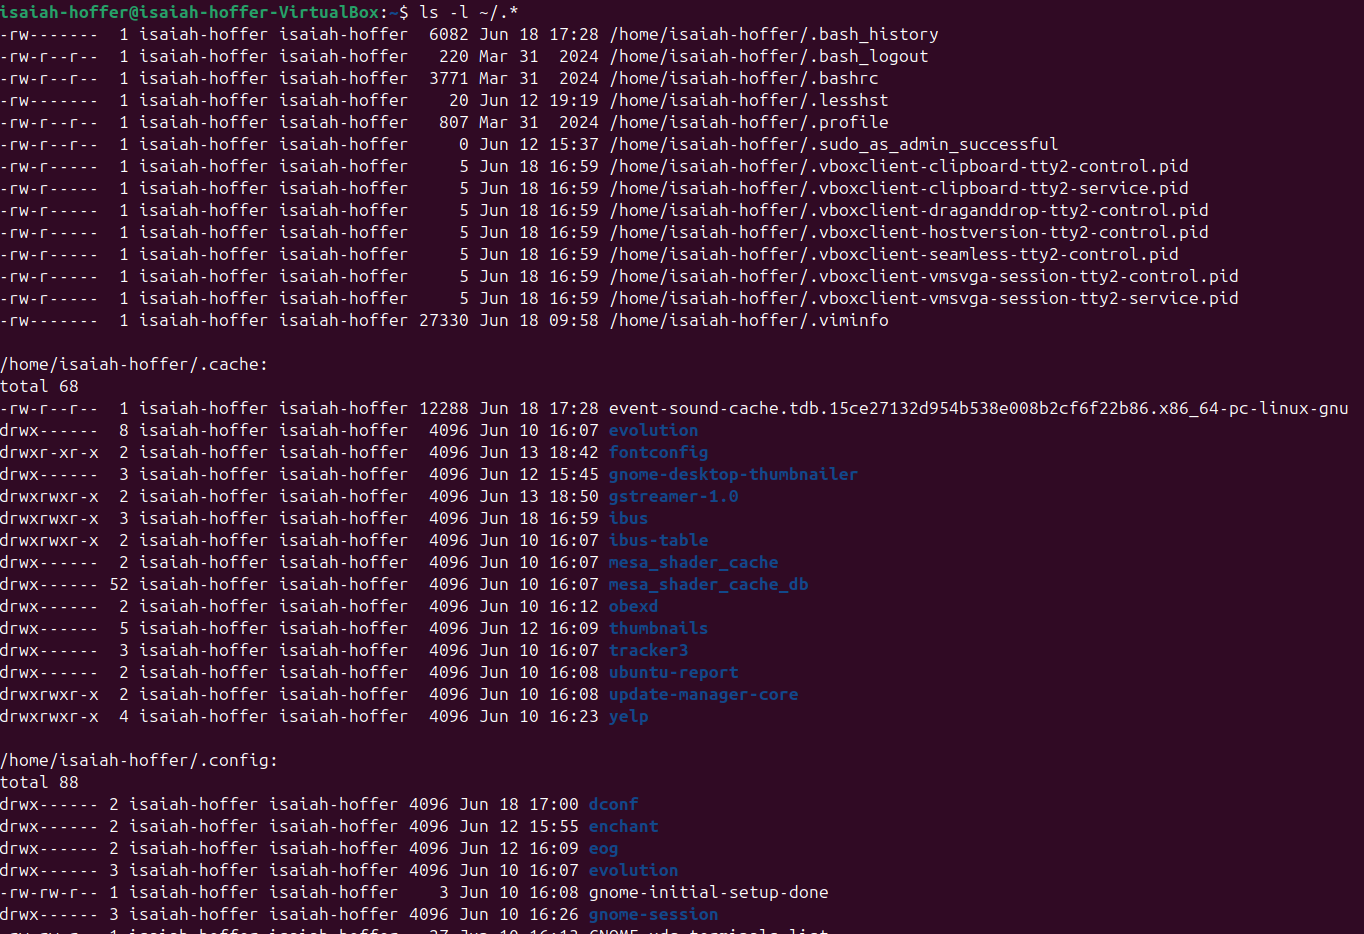 isaiah-hoffer@isaiah-hoffer-VirtualBox:~$ ls -l ~/.*
-rw-------  1 isaiah-hoffer isaiah-hoffer  6082 Jun 18 17:28 /home/isaiah-hoffer/.bash_history
-rw-r--r--  1 isaiah-hoffer isaiah-hoffer   220 Mar 31  2024 /home/isaiah-hoffer/.bash_logout
-rw-r--r--  1 isaiah-hoffer isaiah-hoffer  3771 Mar 31  2024 /home/isaiah-hoffer/.bashrc
-rw-------  1 isaiah-hoffer isaiah-hoffer    20 Jun 12 19:19 /home/isaiah-hoffer/.lesshst
-rw-r--r--  1 isaiah-hoffer isaiah-hoffer   807 Mar 31  2024 /home/isaiah-hoffer/.profile
-rw-r--r--  1 isaiah-hoffer isaiah-hoffer     0 Jun 12 15:37 /home/isaiah-hoffer/.sudo_as_admin_successful
-rw-r-----  1 isaiah-hoffer isaiah-hoffer     5 Jun 18 16:59 /home/isaiah-hoffer/.vboxclient-clipboard-tty2-control.pid
-rw-r-----  1 isaiah-hoffer isaiah-hoffer     5 Jun 18 16:59 /home/isaiah-hoffer/.vboxclient-clipboard-tty2-service.pid
-rw-r-----  1 isaiah-hoffer isaiah-hoffer     5 Jun 18 16:59 /home/isaiah-hoffer/.vboxclient-draganddrop-tty2-control.pid
-rw-r-----  1 isaiah-hoffer isaiah-hoffer     5 Jun 18 16:59 /home/isaiah-hoffer/.vboxclient-hostversion-tty2-control.pid
-rw-r-----  1 isaiah-hoffer isaiah-hoffer     5 Jun 18 16:59 /home/isaiah-hoffer/.vboxclient-seamless-tty2-control.pid
-rw-r-----  1 isaiah-hoffer isaiah-hoffer     5 Jun 18 16:59 /home/isaiah-hoffer/.vboxclient-vmsvga-session-tty2-control.pid
-rw-r-----  1 isaiah-hoffer isaiah-hoffer     5 Jun 18 16:59 /home/isaiah-hoffer/.vboxclient-vmsvga-session-tty2-service.pid
-rw-------  1 isaiah-hoffer isaiah-hoffer 27330 Jun 18 09:58 /home/isaiah-hoffer/.viminfo

/home/isaiah-hoffer/.cache:
total 68
-rw-r--r--  1 isaiah-hoffer isaiah-hoffer 12288 Jun 18 17:28 event-sound-cache.tdb.15ce27132d954b538e008b2cf6f22b86.x86_64-pc-linux-gnu
drwx------  8 isaiah-hoffer isaiah-hoffer  4096 Jun 10 16:07 evolution
drwxr-xr-x  2 isaiah-hoffer isaiah-hoffer  4096 Jun 13 18:42 fontconfig
drwx------  3 isaiah-hoffer isaiah-hoffer  4096 Jun 12 15:45 gnome-desktop-thumbnailer
drwxrwxr-x  2 isaiah-hoffer isaiah-hoffer  4096 Jun 13 18:50 gstreamer-1.0
drwxrwxr-x  3 isaiah-hoffer isaiah-hoffer  4096 Jun 18 16:59 ibus
drwxrwxr-x  2 isaiah-hoffer isaiah-hoffer  4096 Jun 10 16:07 ibus-table
drwx------  2 isaiah-hoffer isaiah-hoffer  4096 Jun 10 16:07 mesa_shader_cache
drwx------ 52 isaiah-hoffer isaiah-hoffer  4096 Jun 10 16:07 mesa_shader_cache_db
drwx------  2 isaiah-hoffer isaiah-hoffer  4096 Jun 10 16:12 obexd
drwx------  5 isaiah-hoffer isaiah-hoffer  4096 Jun 12 16:09 thumbnails
drwx------  3 isaiah-hoffer isaiah-hoffer  4096 Jun 10 16:07 tracker3
drwx------  2 isaiah-hoffer isaiah-hoffer  4096 Jun 10 16:08 ubuntu-report
drwxrwxr-x  2 isaiah-hoffer isaiah-hoffer  4096 Jun 10 16:08 update-manager-core
drwxrwxr-x  4 isaiah-hoffer isaiah-hoffer  4096 Jun 10 16:23 yelp

/home/isaiah-hoffer/.config:
total 88
drwx------ 2 isaiah-hoffer isaiah-hoffer 4096 Jun 18 17:00 dconf
drwx------ 2 isaiah-hoffer isaiah-hoffer 4096 Jun 12 15:55 enchant
drwx------ 2 isaiah-hoffer isaiah-hoffer 4096 Jun 12 16:09 eog
drwx------ 3 isaiah-hoffer isaiah-hoffer 4096 Jun 10 16:07 evolution
-rw-rw-r-- 1 isaiah-hoffer isaiah-hoffer    3 Jun 10 16:08 gnome-initial-setup-done
drwx------ 3 isaiah-hoffer isaiah-hoffer 4096 Jun 10 16:26 gnome-session